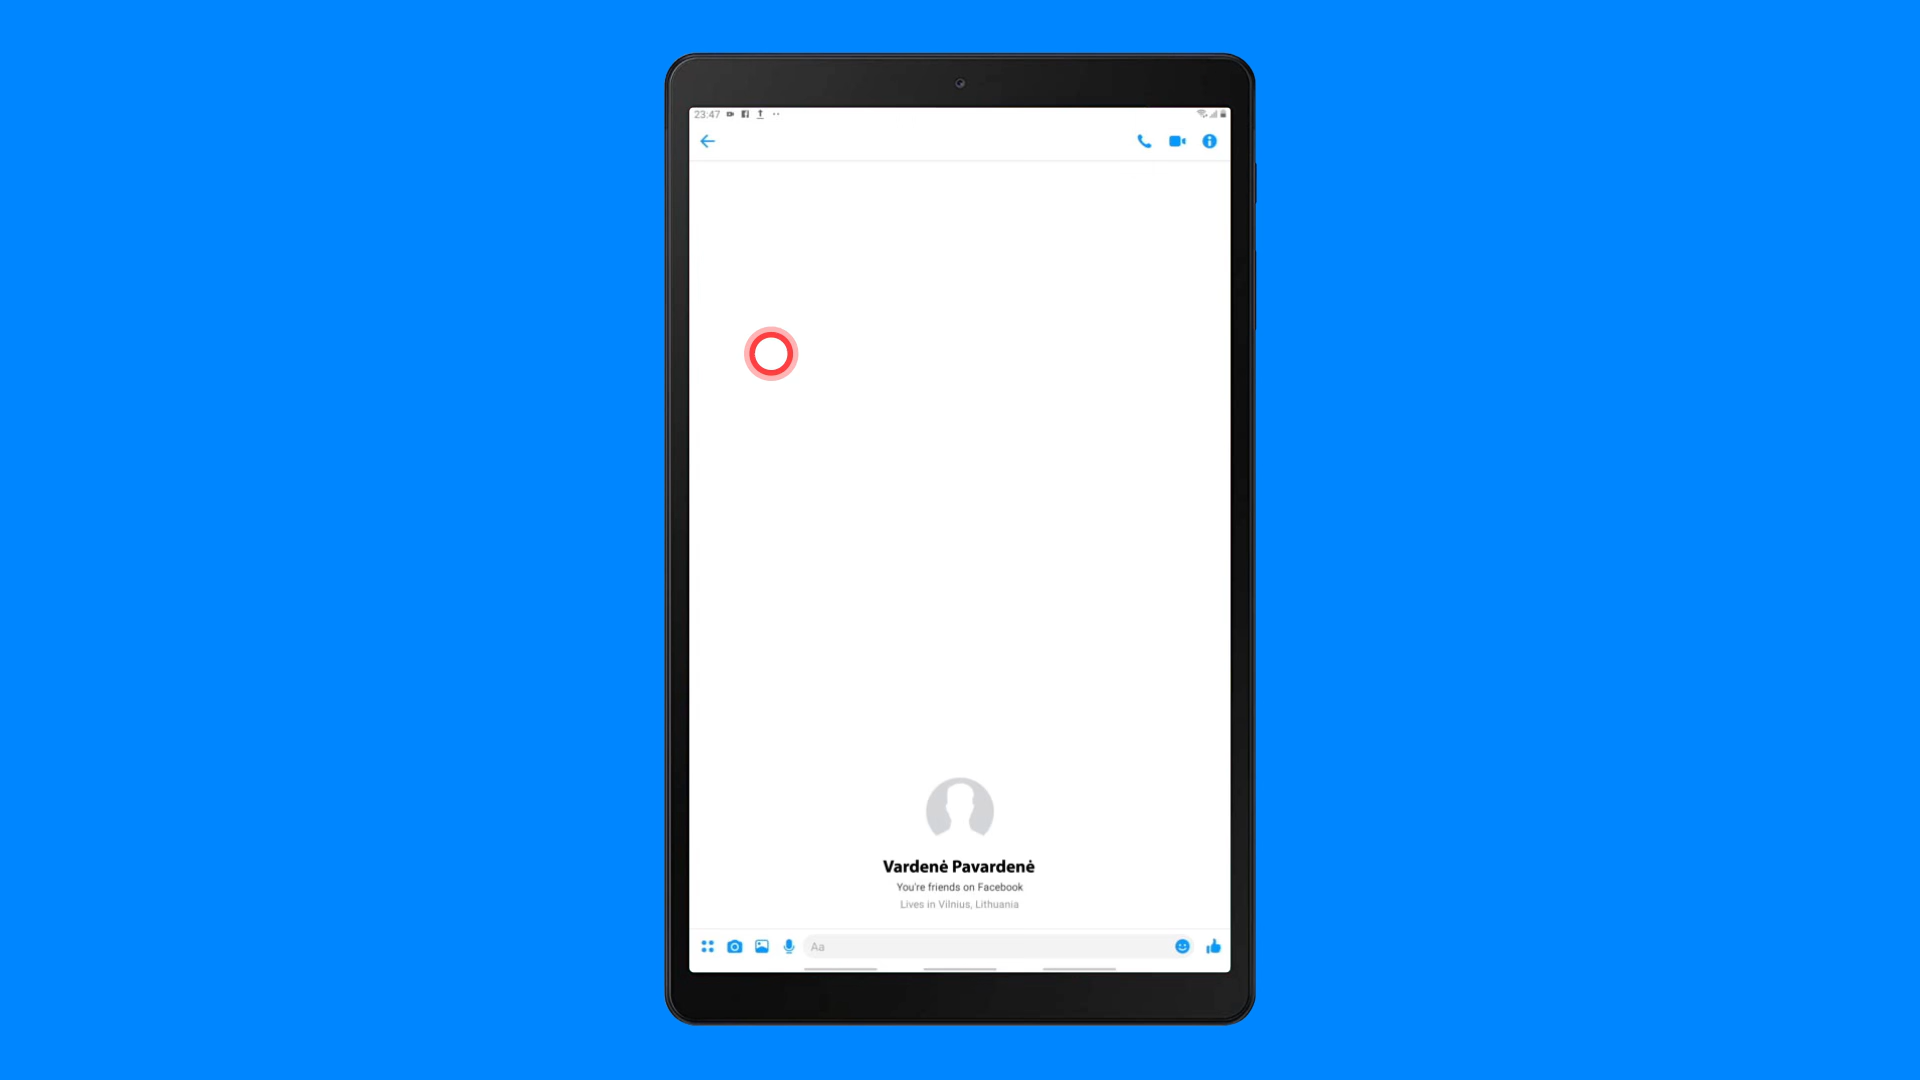 23:47
Vardenė Pavardenė
You're friends on Facebook
Lives in Vilnius, Lithuania
Aa